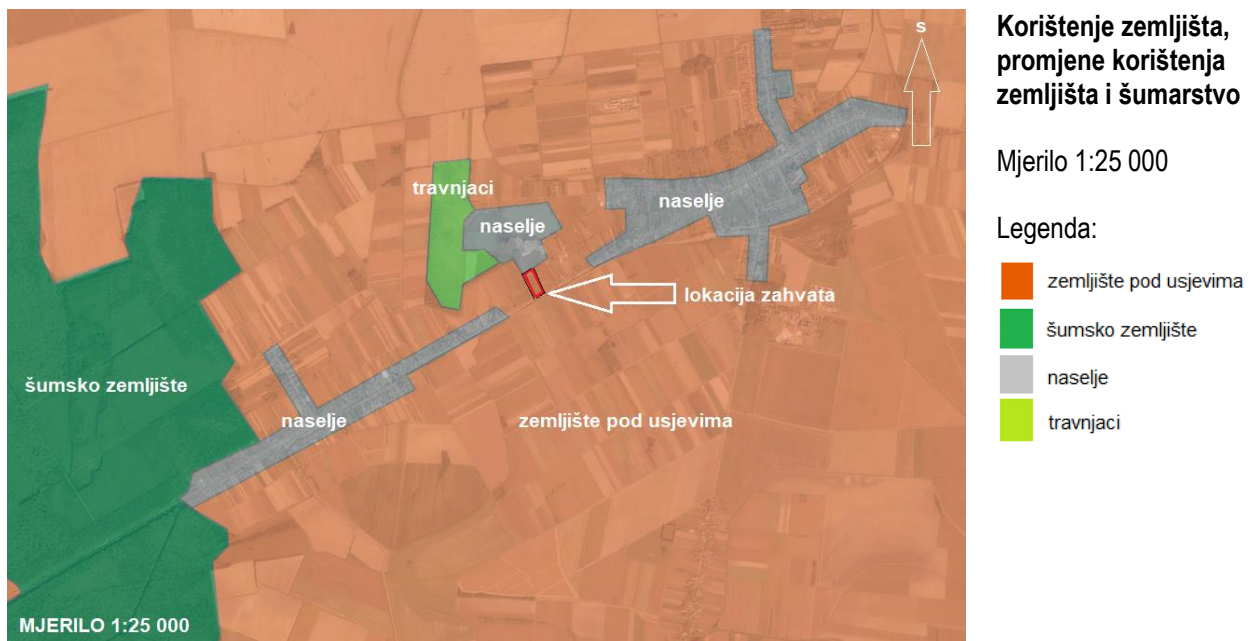 S
travnjaci
naselje
naselje
lokacija zahvata
šumsko zemljište
naselje
zemljište pod usjevima
MJERILO 1:25 000
Korištenje zemljišta,
promjene korištenja
zemljišta i šumarstvo
Mjerilo 1:25 000
Legenda:
zemljište pod usjevima
šumsko zemljište
naselje
travnjaci